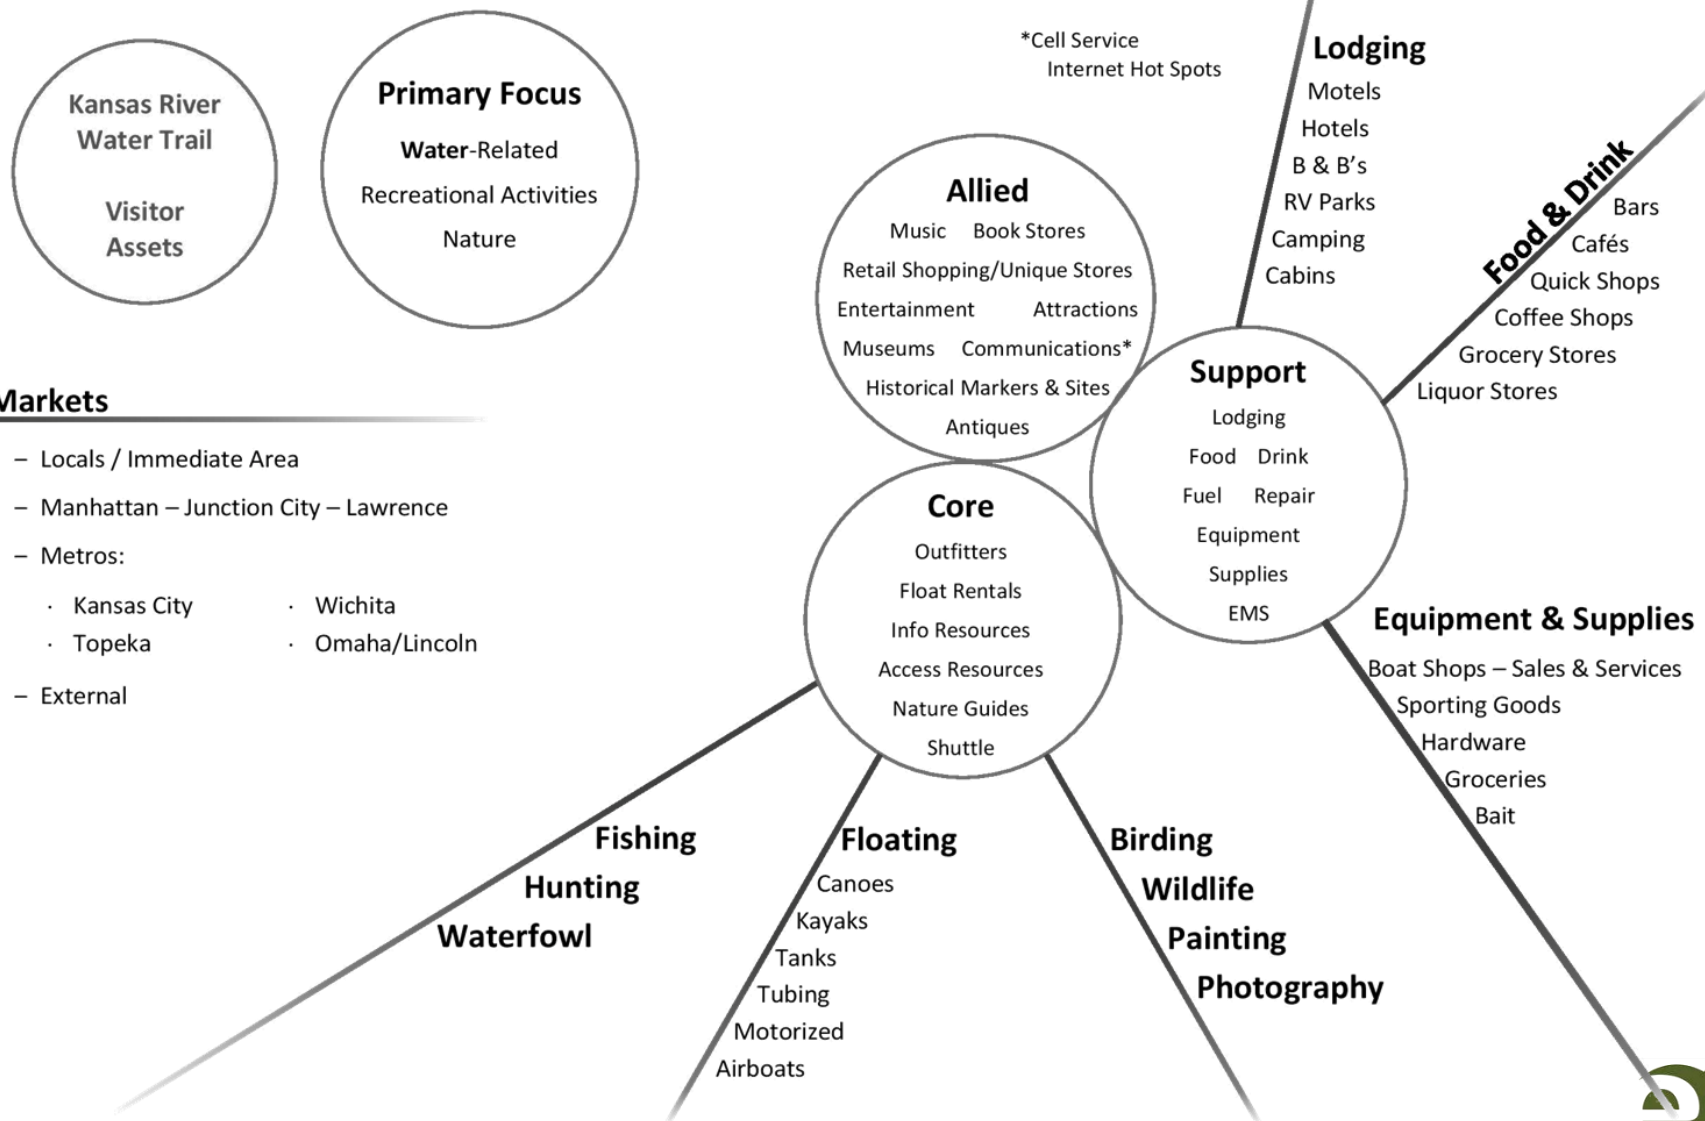 Kansas River
Water Trail
Visitor
Assets
Primary Focus
Water-Related
Recreational Activities
Nature
*Cell Service
Internet Hot Spots
Markets
– Locals / Immediate Area
– Manhattan – Junction City – Lawrence
– Metros:
· Kansas City · Wichita
· Topeka · Omaha/Lincoln
– External
Allied
Music Book Stores
Retail Shopping/Unique Stores
Entertainment Attractions
Museums Communications*
Historical Markers & Sites
Antiques
Support
Lodging
Food Drink
Fuel Repair
Equipment
Supplies
EMS
Core
Outfitters
Float Rentals
Info Resources
Access Resources
Nature Guides
Shuttle
Lodging
Motels
Hotels
B & B’s
RV Parks
Camping
Cabins
Food & Drink
Bars
Cafés
Quick Shops
Coffee Shops
Grocery Stores
Liquor Stores
Equipment & Supplies
Boat Shops – Sales & Services
Sporting Goods
Hardware
Groceries
Bait
Fishing
Hunting
Waterfowl
Floating
Canoes
Kayaks
Tanks
Tubing
Motorized
Airboats
Birding
Wildlife
Painting
Photography